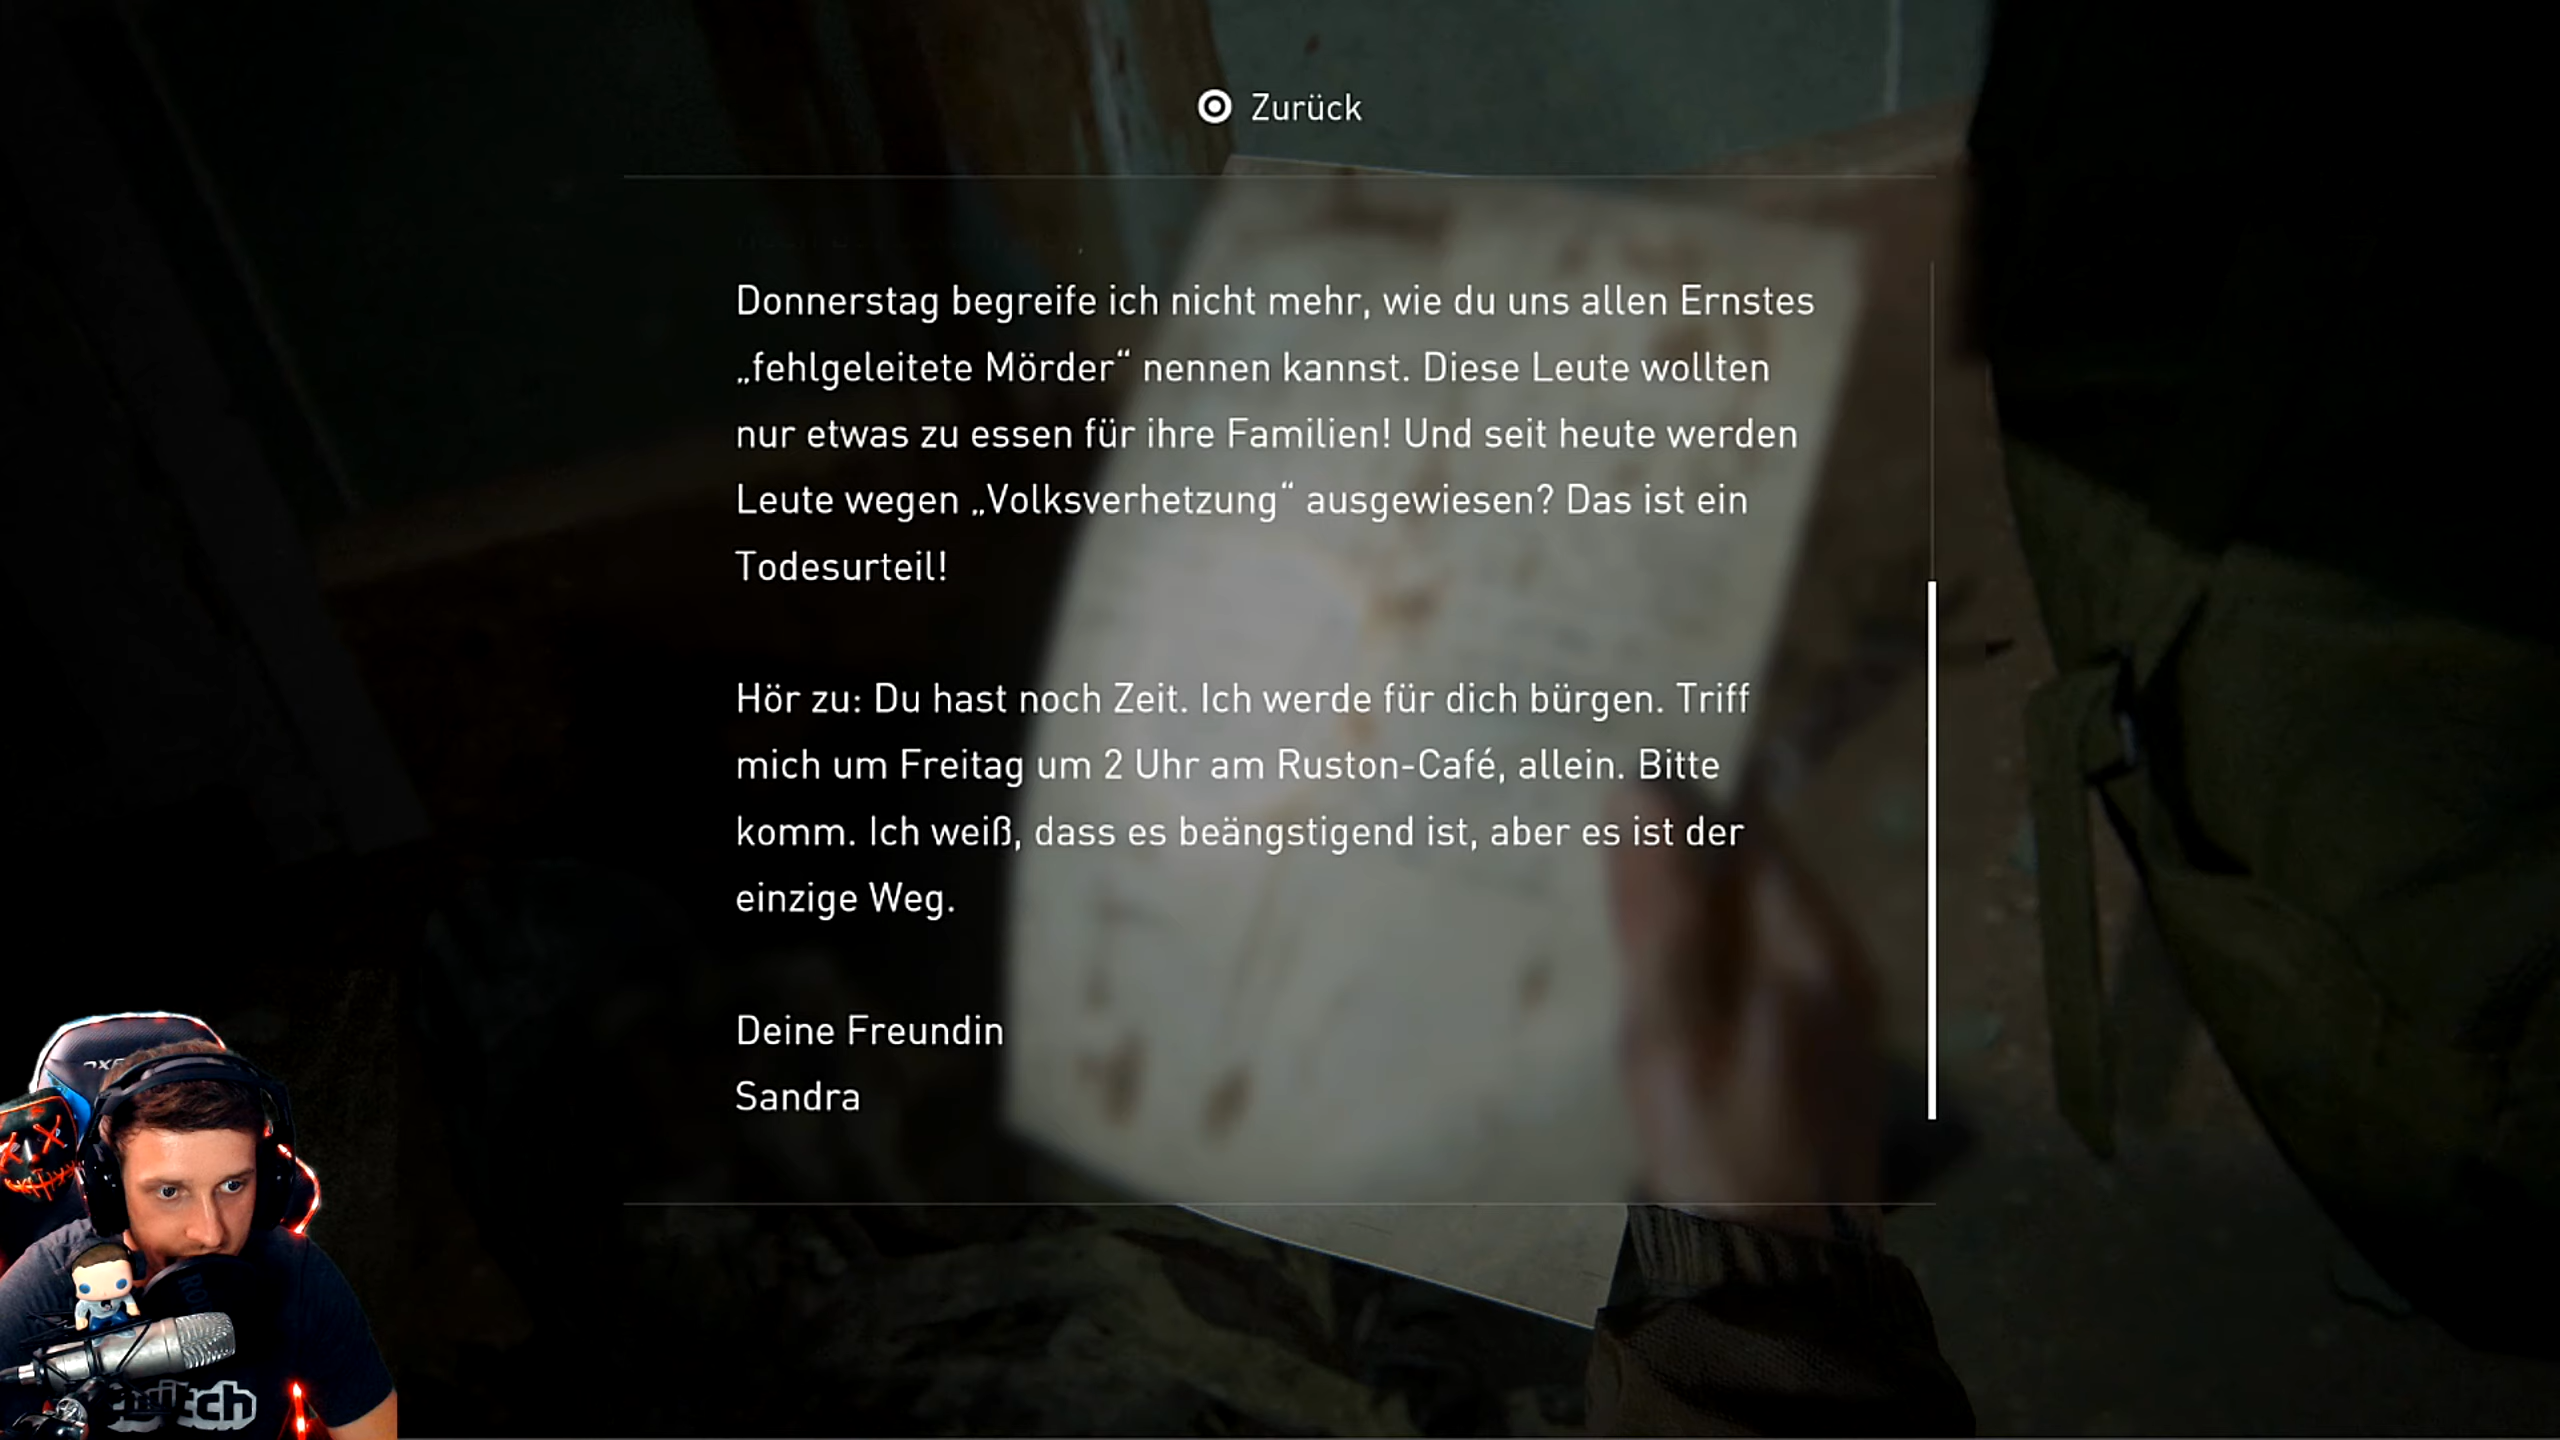 Zurück
Donnerstag begreife ich nicht mehr, wie du uns allen Ernstes
„fehlgeleitete Mörder“ nennen kannst. Diese Leute wollten
nur etwas zu essen für ihre Familien! Und seit heute werden
Leute wegen „Volksverhetzung“ ausgewiesen? Das ist ein
Todesurteil!
Hör zu: Du hast noch Zeit. Ich werde für dich bürgen. Triff
mich um Freitag um 2 Uhr am Ruston-Café, allein. Bitte
komm. Ich weiß, dass es beängstigend ist, aber es ist der
einzige Weg.
Deine Freundin
Sandra
twitch